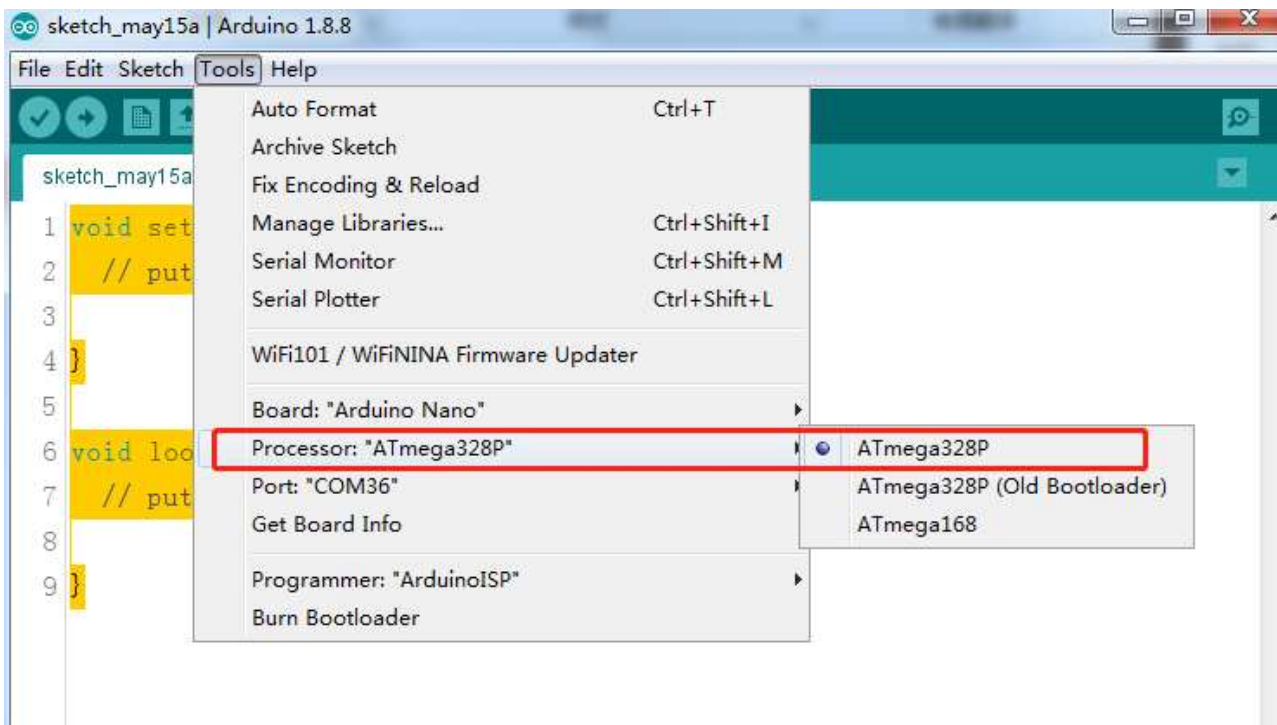 sketch_may15a | Arduino 1.8.8
File Edit Sketch Tools Help
sketch_may15a
Auto Format Ctrl+T
Archive Sketch
Fix Encoding & Reload
Manage Libraries... Ctrl+Shift+I
Serial Monitor Ctrl+Shift+M
Serial Plotter Ctrl+Shift+L
WiFi101 / WiFiNINA Firmware Updater
Board: "Arduino Nano"
Processor: "ATmega328P"
Port: "COM36"
Get Board Info
Programmer: "ArduinoISP"
Burn Bootloader
ATmega328P
ATmega328P (Old Bootloader)
ATmega168
1 void set
2 // put
3
4 }
5
6 void loo
7 // put
8
9 }